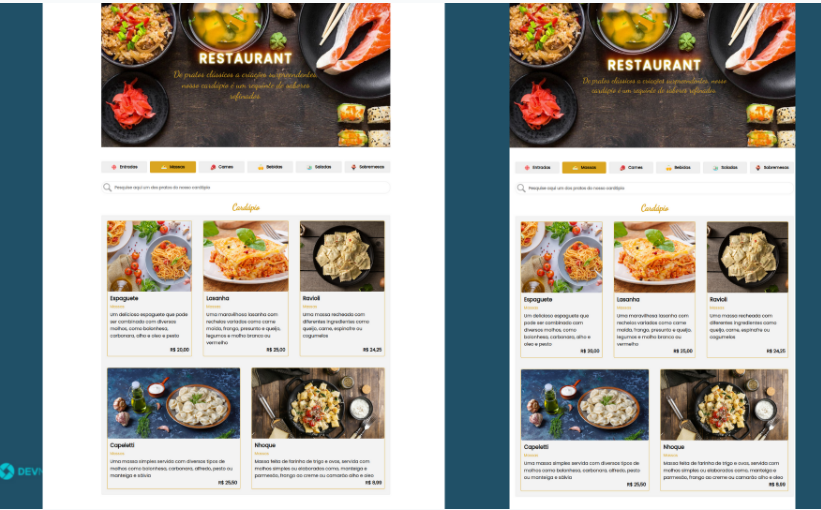 RESTAURANT
De pratos clássicos a criações surpreendentes,
nosso cardápio é um requinte de sabores
refinados.
Entradas
Massas
Carnes
Bebidas
Saladas
Sobremesas
Pesquise aqui um dos pratos do nosso cardápio
Cardápio
Espaguete
Massas
Um delicioso espaguete que pode
ser combinado com diversos
molhos, como bolonhesa,
carbonara, alho e óleo e pesto
R$ 20,00
Lasanha
Massas
Uma maravilhosa lasanha com
recheios variados como carne
moída, frango, presunto e queijo,
legumes e molho branco ou
vermelho
R$ 25,00
Ravioli
Massas
Uma massa recheada com
diferentes ingredientes como
queijo, carne, espinafre ou
cogumelos
R$ 24,25
Capeletti
Massas
Uma massa simples servida com diversos tipos de
molhos como bolonhesa, carbonara, alfredo, pesto ou
manteiga e sálvia
R$ 25,50
Nhoque
Massas
Massa feita de farinha de trigo e ovos, servida com
molhos simples ou elaborados como, manteiga e
parmesão, frango ao creme ou camarão alho e óleo
R$ 9,99
RESTAURANT
De pratos clássicos a criações surpreendentes, nosso
cardápio é um requinte de sabores refinados.
Entradas
Massas
Carnes
Bebidas
Saladas
Sobremesas
Pesquise aqui um dos pratos do nosso cardápio
Cardápio
Espaguete
Massas
Um delicioso espaguete que
pode ser combinado com
diversos molhos, como
bolonhesa, carbonara, alho e
óleo e pesto
R$ 20,00
Lasanha
Massas
Uma maravilhosa lasanha com
recheios variados como carne
moída, frango, presunto e queijo,
legumes e molho branco ou
vermelho
R$ 25,00
Ravioli
Massas
Uma massa recheada com
diferentes ingredientes como
queijo, carne, espinafre ou
cogumelos
R$ 24,25
Capeletti
Massas
Uma massa simples servida com diversos tipos de
molhos como bolonhesa, carbonara, alfredo, pesto ou
manteiga e sálvia
R$ 25,50
Nhoque
Massas
Massa feita de farinha de trigo e ovos, servida com
molhos simples ou elaborados como, manteiga e
parmesão, frango ao creme ou camarão alho e óleo
R$ 9,99
DEV